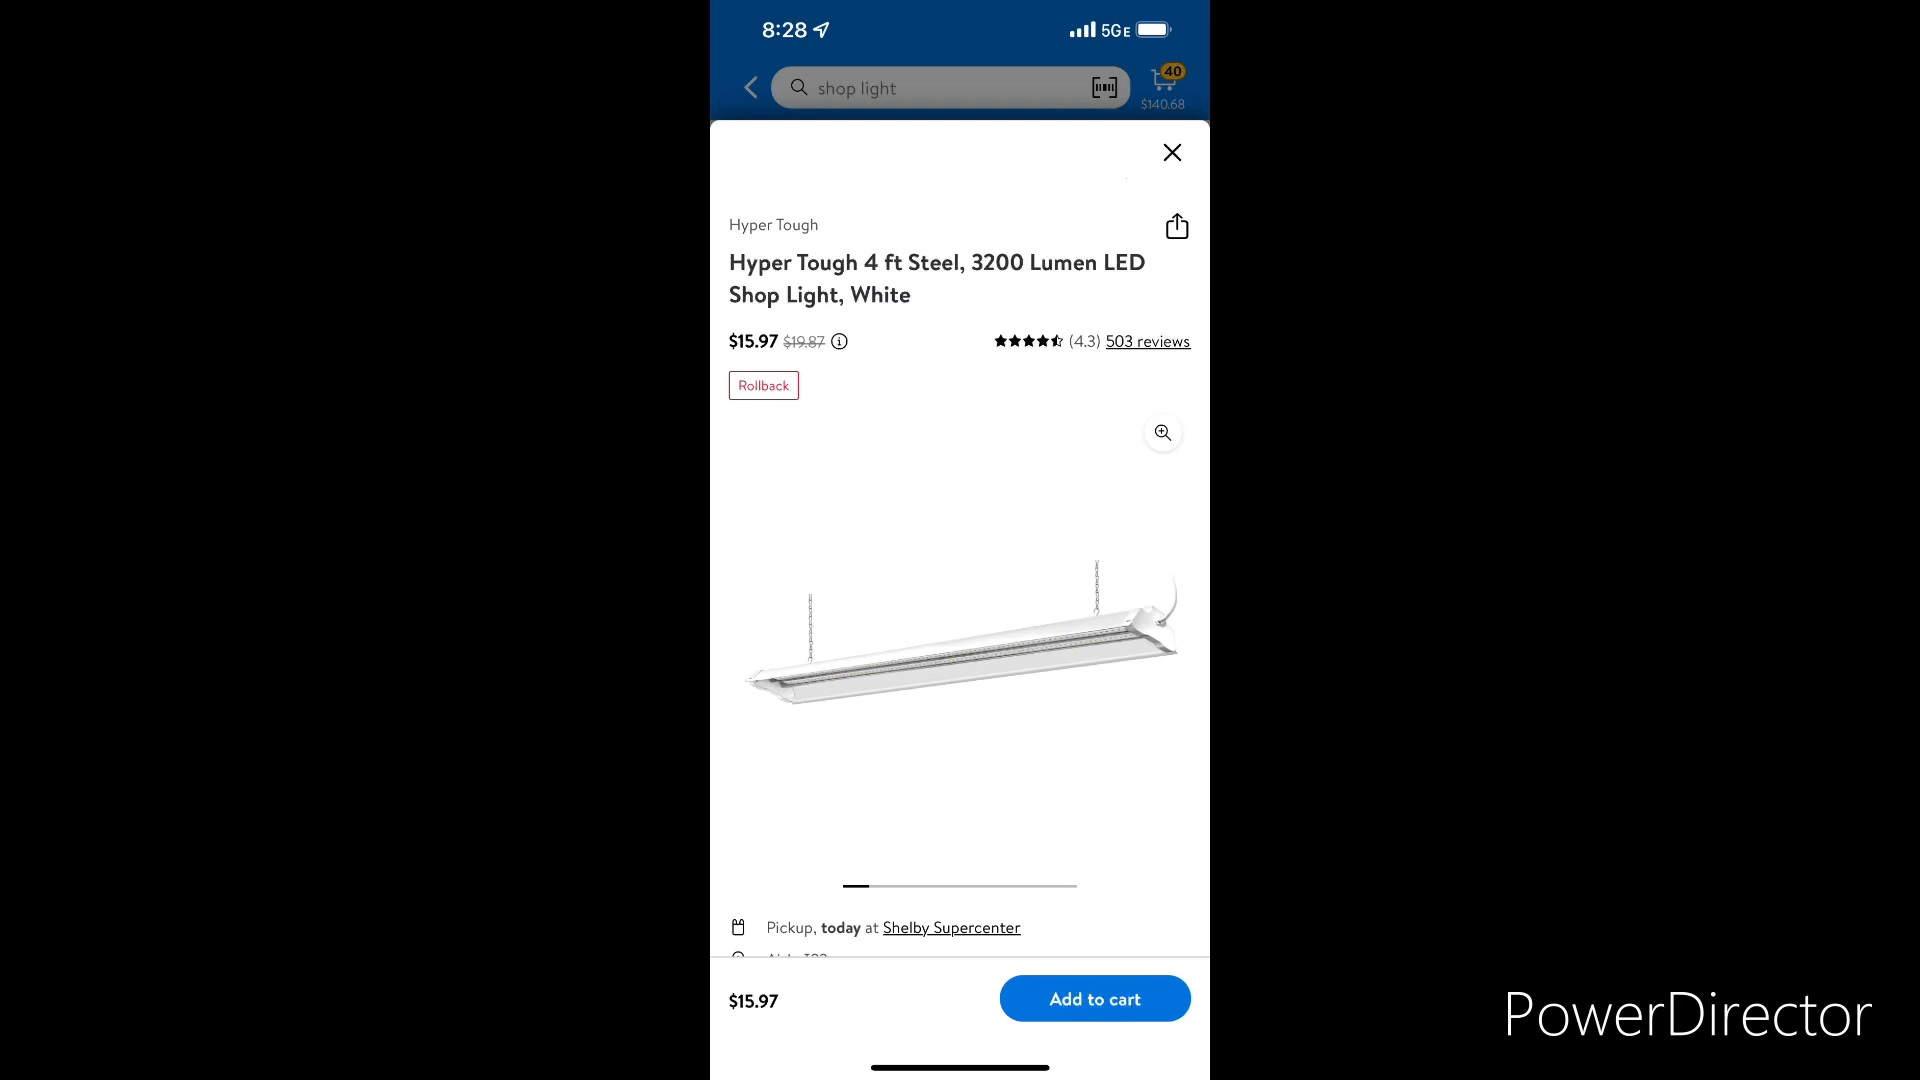 8:28 5GE
shop light
40
$140.68
Hyper Tough
Hyper Tough 4 ft Steel, 3200 Lumen LED
Shop Light, White
$15.97 $19.87 (4.3) 503 reviews
Rollback
Pickup, today at Shelby Supercenter
$15.97
Add to cart
PowerDirector